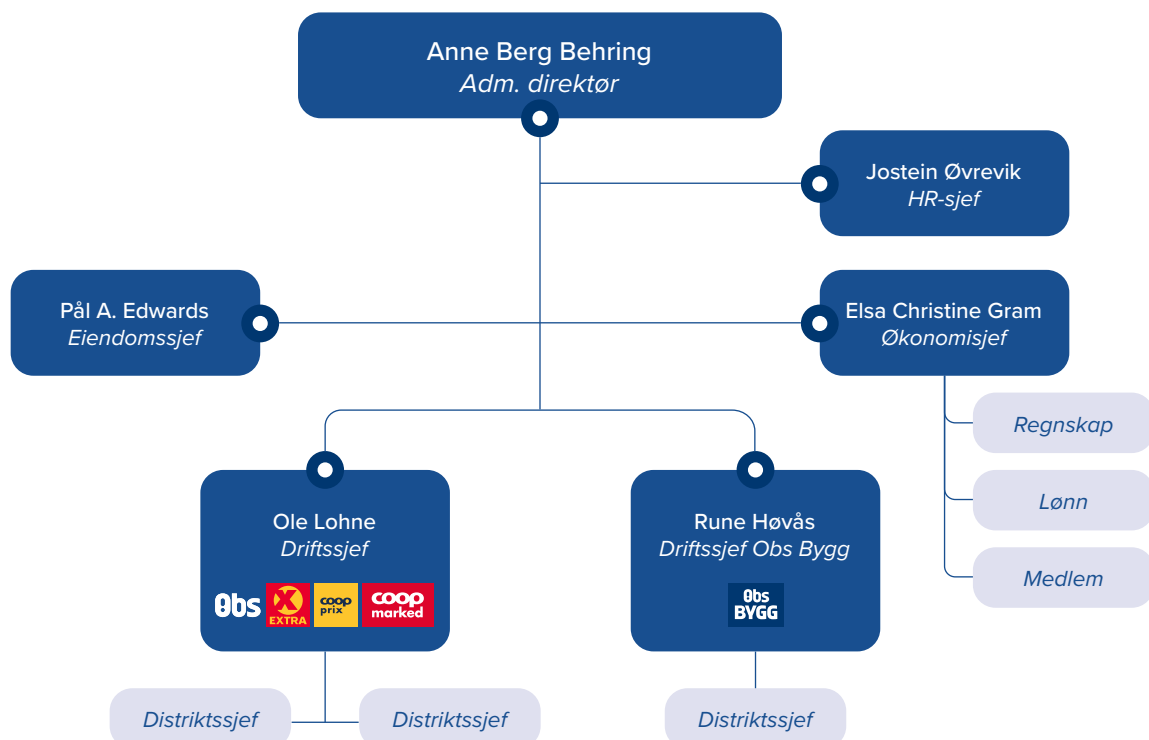 Anne Berg Behring
Adm. direktør
Jostein Øvrevik
HR-sjef
Pål A. Edwards
Eiendomssjef
Elsa Christine Gram
Økonomisjef
Regnskap
Lønn
Medlem
Ole Lohne
Driftssjef
Obs
X
EXTRA
coop
prix
coop
marked
Rune Høvås
Driftssjef Obs Bygg
Obs
BYGG
Distriktssjef
Distriktssjef
Distriktssjef